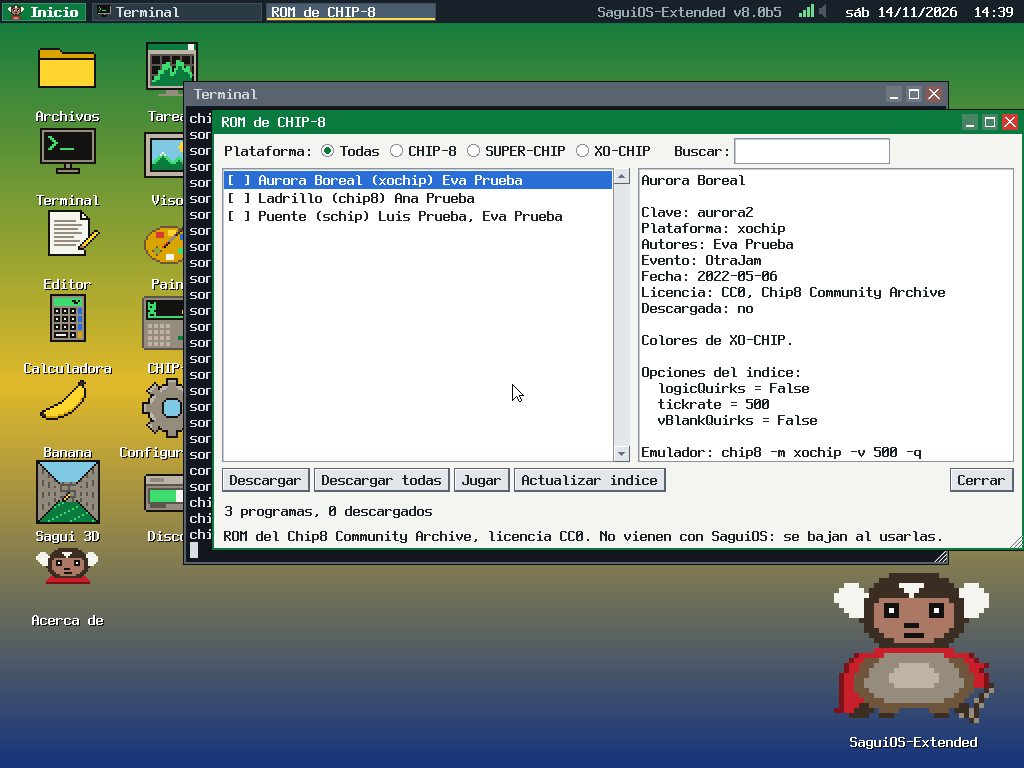 Inicio
Terminal
ROM de CHIP-8
SaguiOS-Extended v8.0b5
sáb 14/11/2026
14:39
Archivos
Terminal
Editor
Calculadora
Banana
Sagui 3D
Acerca de
Terminal
ROM de CHIP-8
Plataforma: Todas CHIP-8 SUPER-CHIP XO-CHIP Buscar:
[ ] Aurora Boreal (xochip) Eva Prueba
[ ] Ladrillo (chip8) Ana Prueba
[ ] Puente (schip) Luis Prueba, Eva Prueba
Aurora Boreal
Clave: aurora2
Plataforma: xochip
Autores: Eva Prueba
Evento: OtraJam
Fecha: 2022-05-06
Licencia: CC0, Chip8 Community Archive
Descargada: no
Colores de XO-CHIP.
Opciones del indice:
logicQuirks = False
tickrate = 500
vBlankQuirks = False
Emulador: chip8 -m xochip -v 500 -q
Descargar
Descargar todas
Jugar
Actualizar indice
Cerrar
3 programas, 0 descargados
ROM del Chip8 Community Archive, licencia CC0. No vienen con SaguiOS: se bajan al usarlas.
SaguiOS-Extended